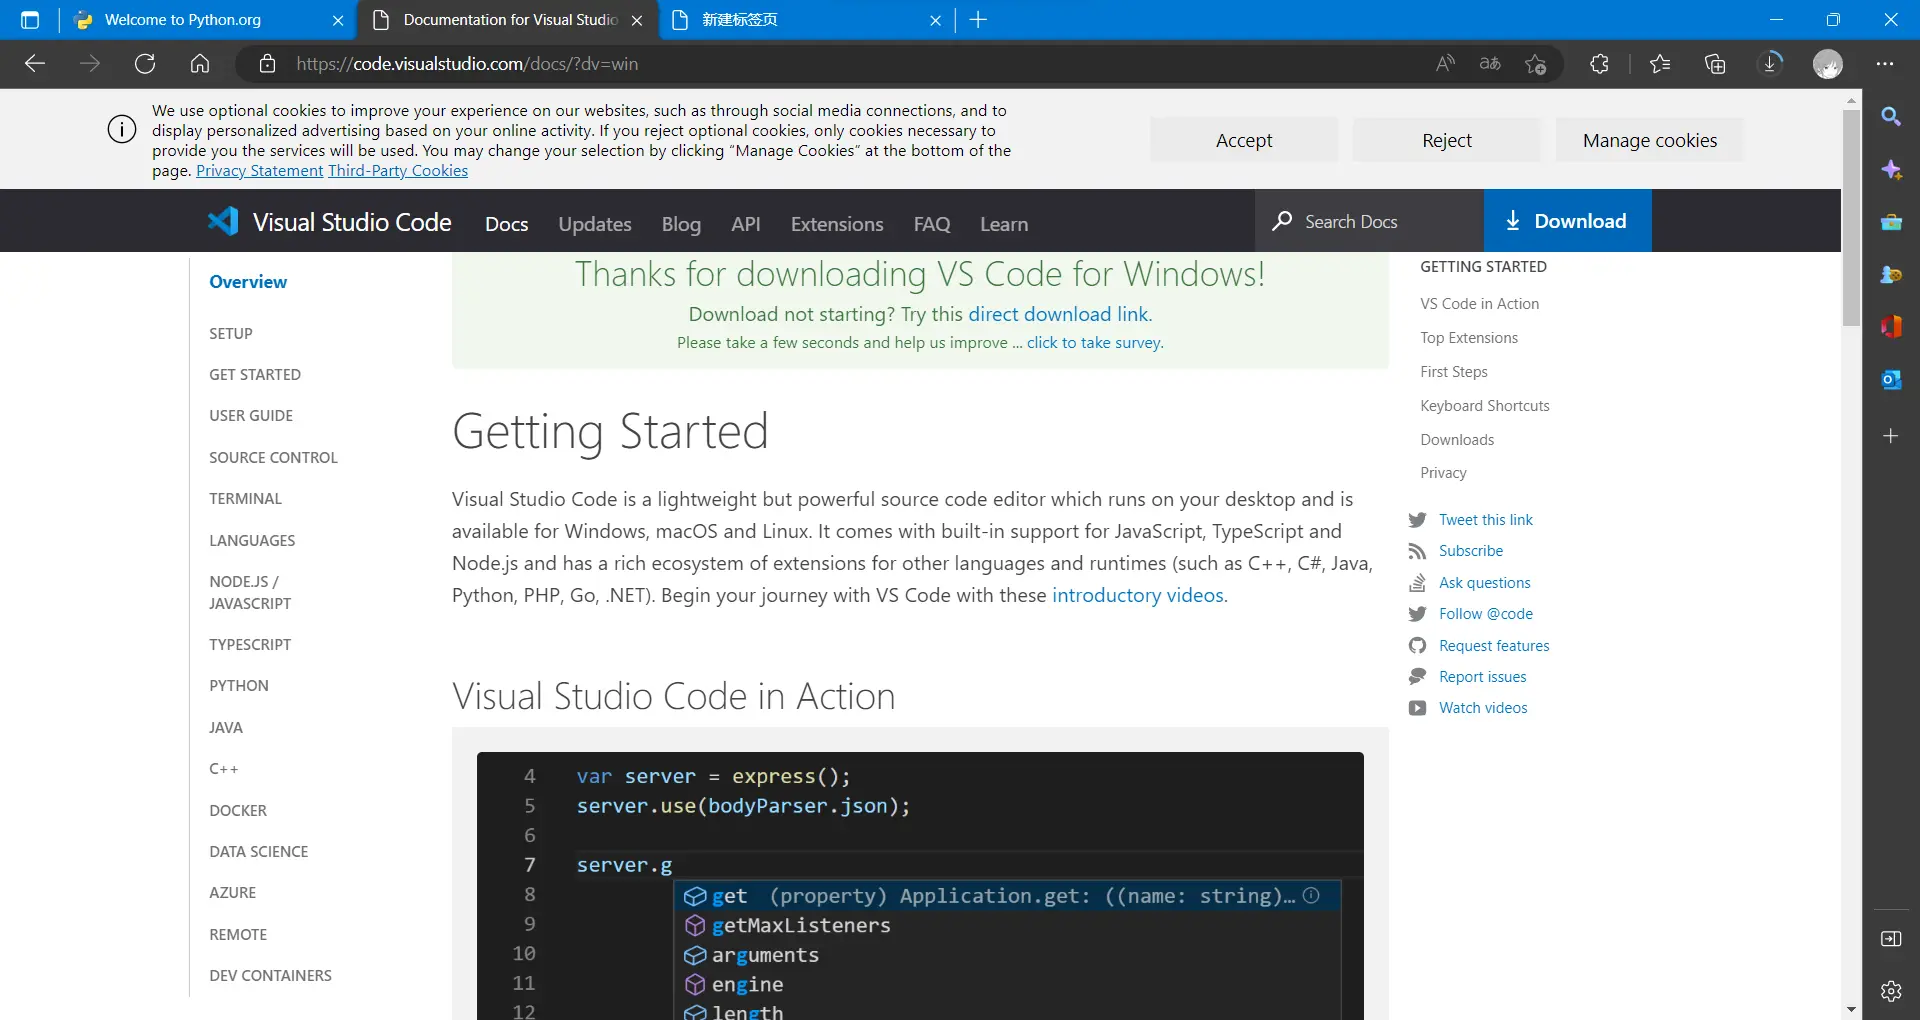 Welcome to Python.org
Documentation for Visual Studio
新建标签页
https://code.visualstudio.com/docs/?dv=win
We use optional cookies to improve your experience on our websites, such as through social media connections, and to
display personalized advertising based on your online activity. If you reject optional cookies, only cookies necessary to
provide you the services will be used. You may change your selection by clicking “Manage Cookies” at the bottom of the
page. Privacy Statement Third-Party Cookies
Accept
Reject
Manage cookies
Visual Studio Code
Docs
Updates
Blog
API
Extensions
FAQ
Learn
Search Docs
Download
Overview
SETUP
GET STARTED
USER GUIDE
SOURCE CONTROL
TERMINAL
LANGUAGES
NODE.JS /
JAVASCRIPT
TYPESCRIPT
PYTHON
JAVA
C++
DOCKER
DATA SCIENCE
AZURE
REMOTE
DEV CONTAINERS
Thanks for downloading VS Code for Windows!
Download not starting? Try this direct download link.
Please take a few seconds and help us improve ... click to take survey.
Getting Started
Visual Studio Code is a lightweight but powerful source code editor which runs on your desktop and is
available for Windows, macOS and Linux. It comes with built-in support for JavaScript, TypeScript and
Node.js and has a rich ecosystem of extensions for other languages and runtimes (such as C++, C#, Java,
Python, PHP, Go, .NET). Begin your journey with VS Code with these introductory videos.
Visual Studio Code in Action
4 var server = express();
5 server.use(bodyParser.json);
6
7 server.g
8 get (property) Application.get: ((name: string)…
9 getMaxListeners
10 arguments
11 engine
12 length
GETTING STARTED
VS Code in Action
Top Extensions
First Steps
Keyboard Shortcuts
Downloads
Privacy
Tweet this link
Subscribe
Ask questions
Follow @code
Request features
Report issues
Watch videos